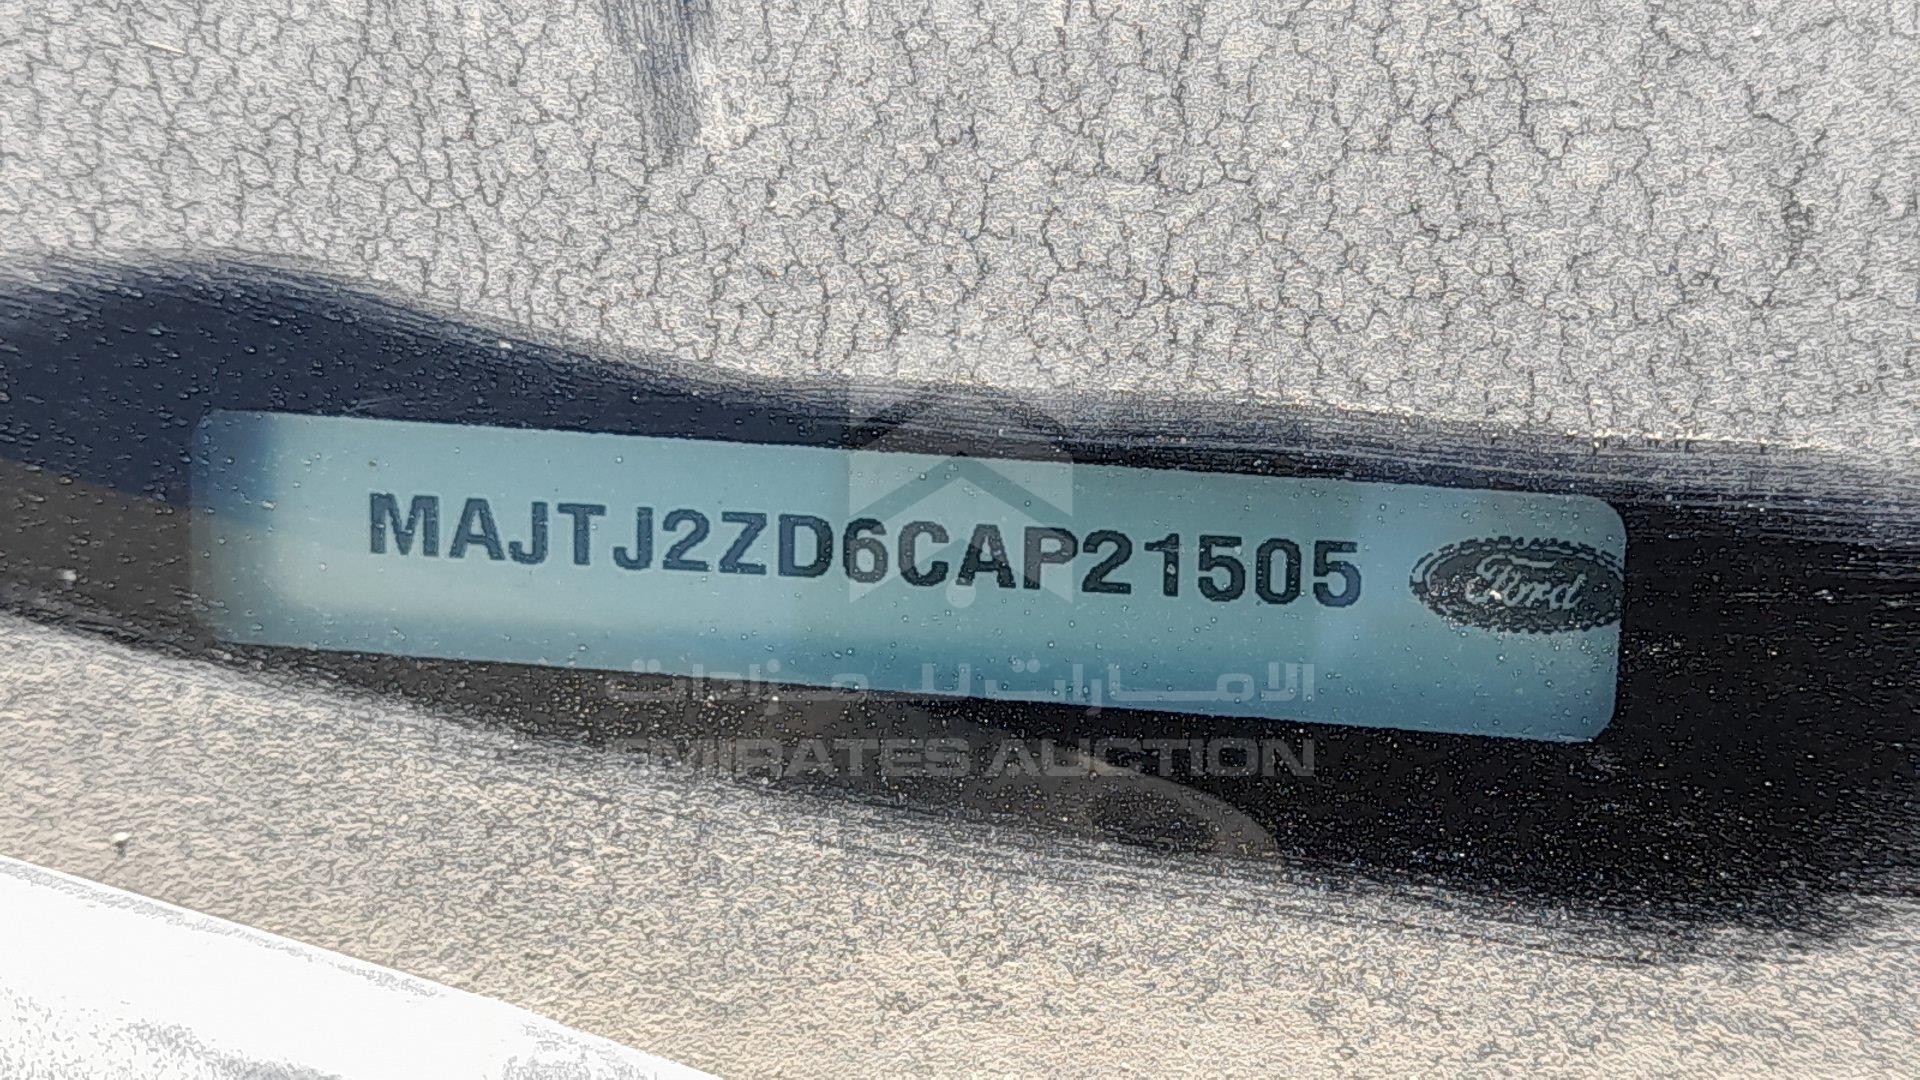 MAJTJ2ZD6CAP21505
Ford
الامارات للمزادات
EMIRATES AUCTION